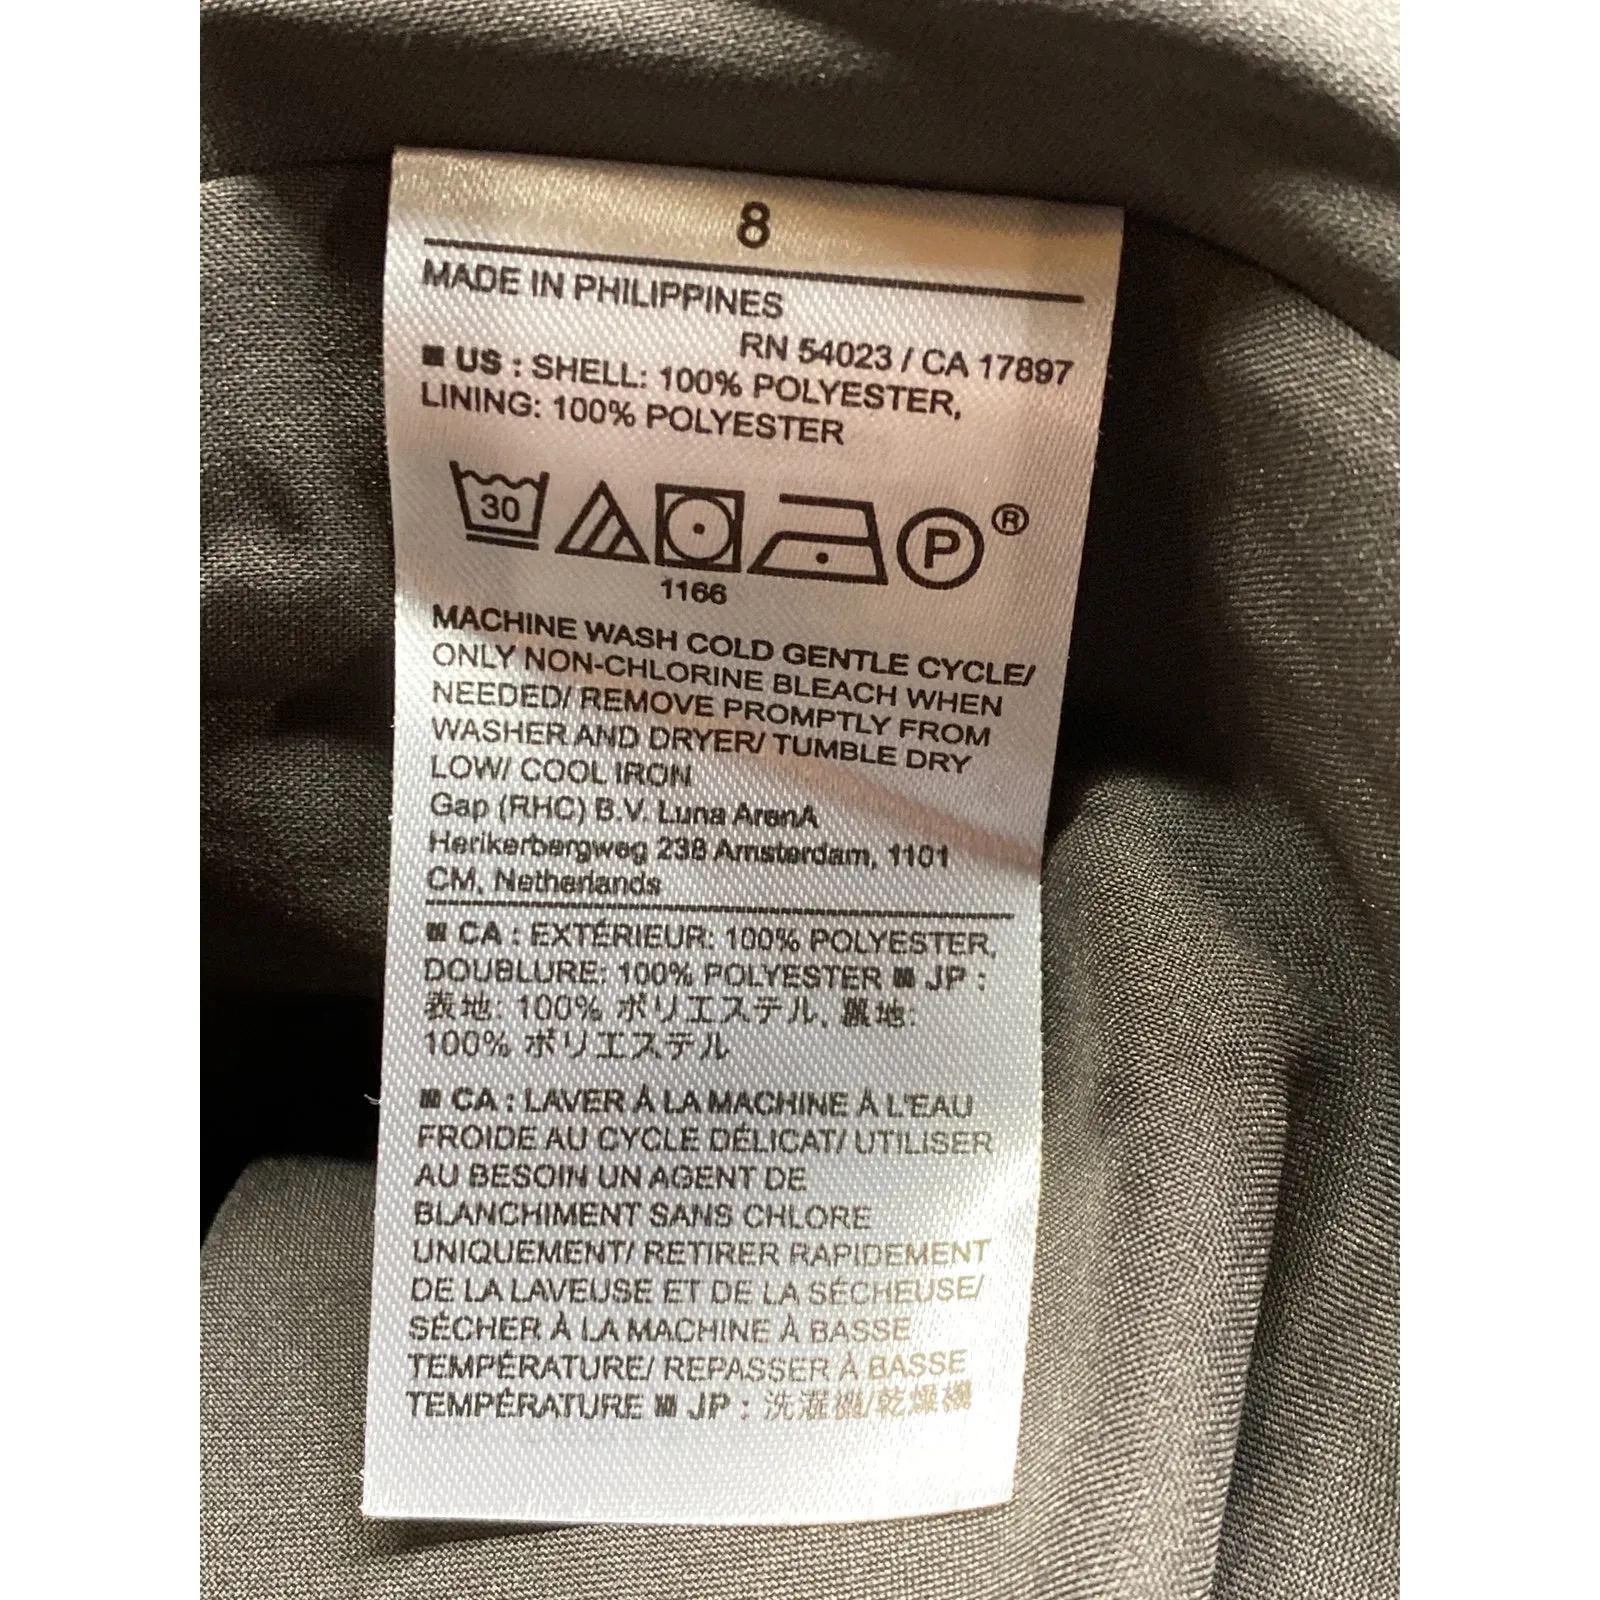 8
MADE IN PHILIPPINES
RN 54023 / CA 17897
■ US : SHELL: 100% POLYESTER,
LINING: 100% POLYESTER
30
P ®
1166
MACHINE WASH COLD GENTLE CYCLE/
ONLY NON-CHLORINE BLEACH WHEN
NEEDED/ REMOVE PROMPTLY FROM
WASHER AND DRYER/ TUMBLE DRY
LOW/ COOL IRON
Gap (RHC) B.V. Luna ArenA
Herikerbergweg 238 Amsterdam, 1101
CM, Netherlands
■ CA : EXTÉRIEUR: 100% POLYESTER,
DOUBLURE: 100% POLYESTER ■ JP :
表地: 100% ポリエステル, 裏地:
100% ポリエステル
■ CA : LAVER À LA MACHINE À L'EAU
FROIDE AU CYCLE DÉLICAT/ UTILISER
AU BESOIN UN AGENT DE
BLANCHIMENT SANS CHLORE
UNIQUEMENT/ RETIRER RAPIDEMENT
DE LA LAVEUSE ET DE LA SÉCHEUSE/
SÉCHER À LA MACHINE À BASSE
TEMPÉRATURE/ REPASSER À BASSE
TEMPÉRATURE ■ JP : 洗濯機/乾燥機